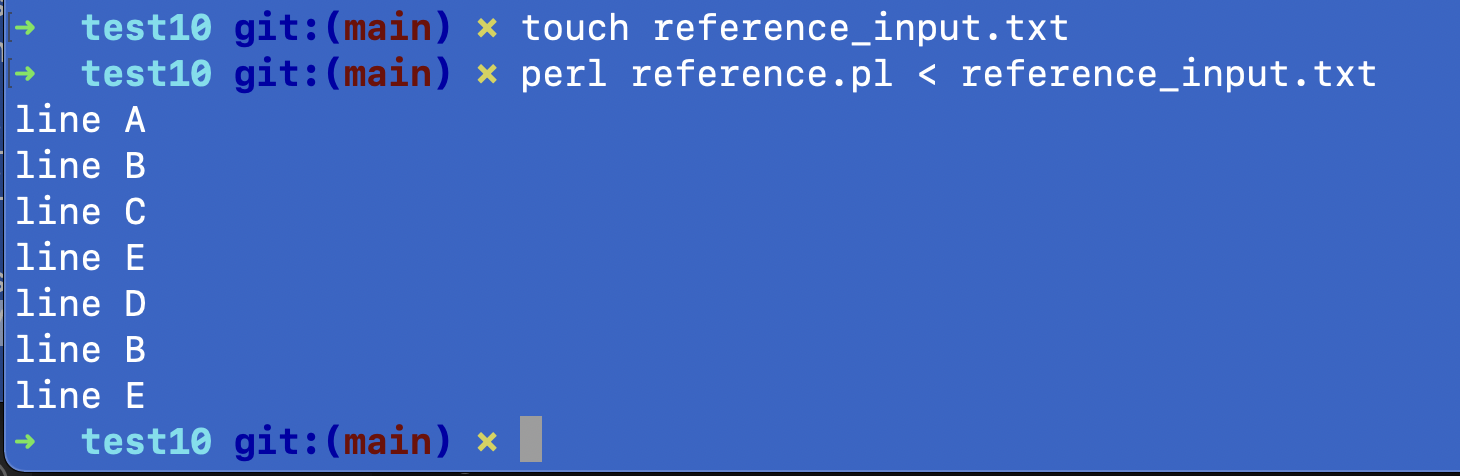 ➜ test10 git:(main) × touch reference_input.txt
➜ test10 git:(main) × perl reference.pl < reference_input.txt
line A
line B
line C
line E
line D
line B
line E
➜ test10 git:(main) ×